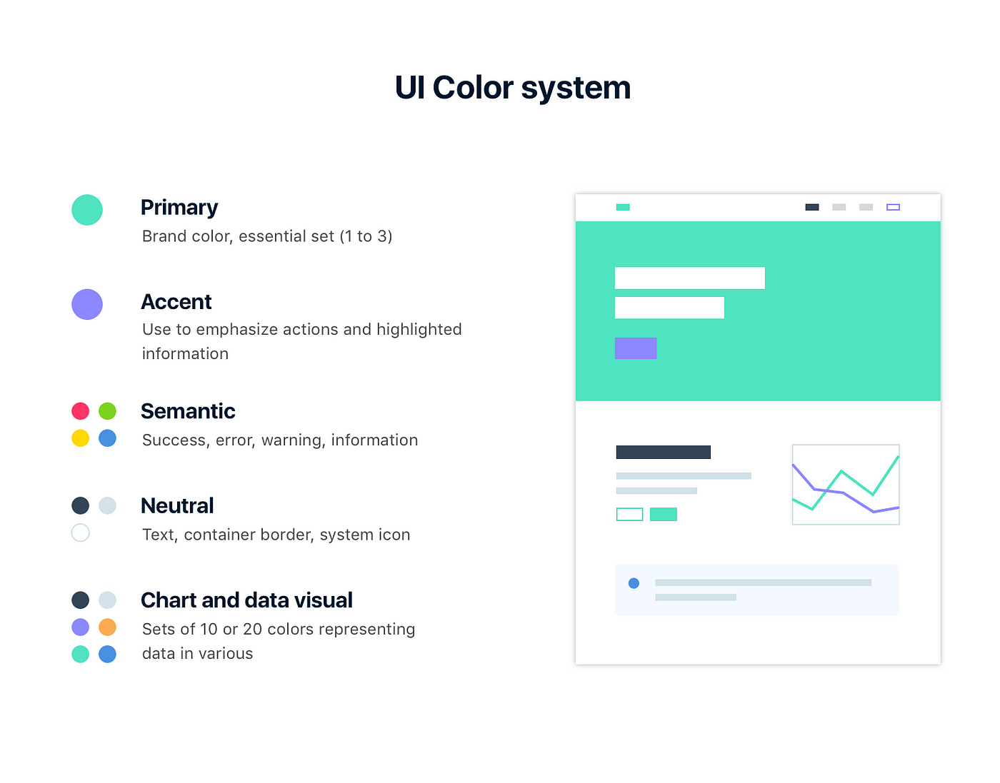 UI Color system
Primary
Brand color, essential set (1 to 3)
Accent
Use to emphasize actions and highlighted
information
Semantic
Success, error, warning, information
Neutral
Text, container border, system icon
Chart and data visual
Sets of 10 or 20 colors representing
data in various